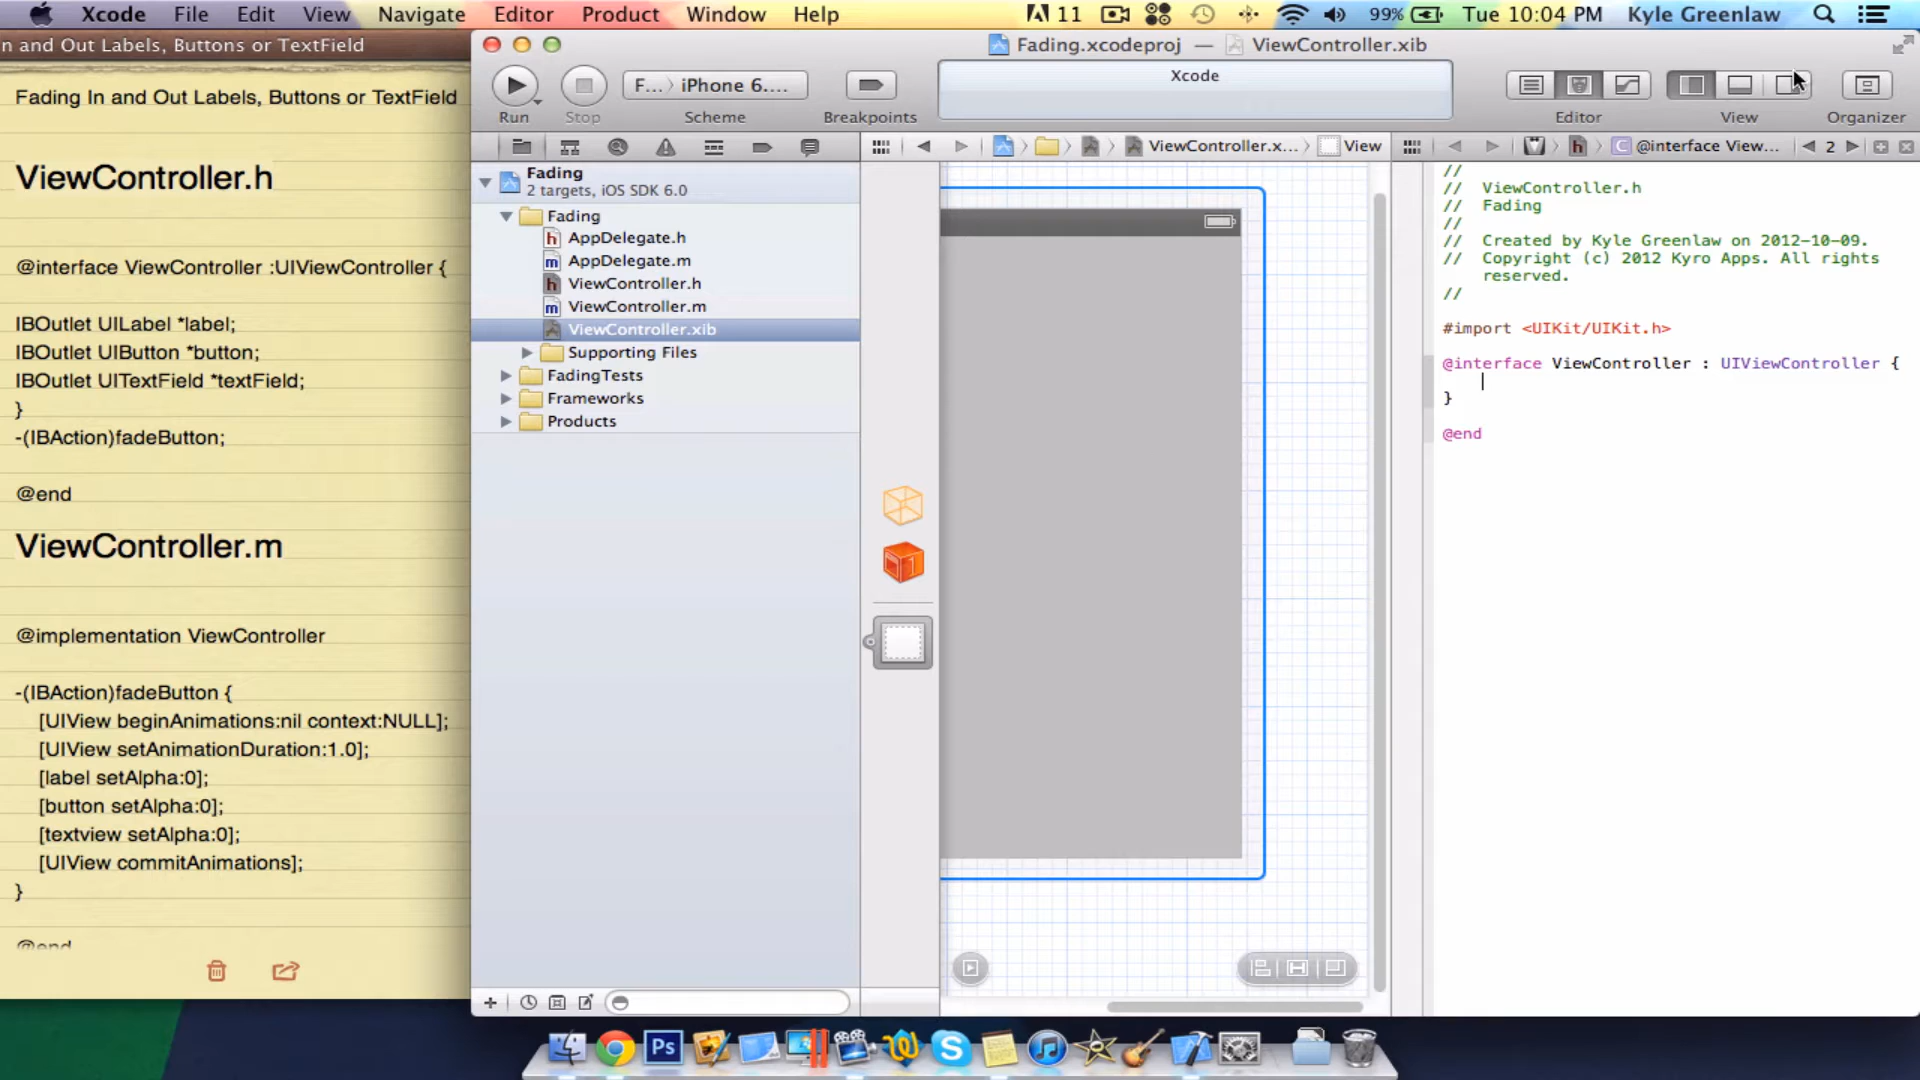 Xcode File Edit View Navigate Editor Product Window Help 11 99% Tue 10:04 PM Kyle Greenlaw
n and Out Labels, Buttons or TextField
Fading In and Out Labels, Buttons or TextField
ViewController.h
@interface ViewController :UIViewController {
IBOutlet UILabel *label;
IBOutlet UIButton *button;
IBOutlet UITextField *textField;
}
-(IBAction)fadeButton;
@end
ViewController.m
@implementation ViewController
-(IBAction)fadeButton {
[UIView beginAnimations:nil context:NULL];
[UIView setAnimationDuration:1.0];
[label setAlpha:0];
[button setAlpha:0];
[textview setAlpha:0];
[UIView commitAnimations];
}
@end
Fading.xcodeproj — ViewController.xib
F... iPhone 6....
Xcode
Run Stop Scheme Breakpoints Editor View Organizer
ViewController.x... View
@interface View... 2
Fading
2 targets, iOS SDK 6.0
Fading
AppDelegate.h
AppDelegate.m
ViewController.h
ViewController.m
ViewController.xib
Supporting Files
FadingTests
Frameworks
Products
//
// ViewController.h
// Fading
//
// Created by Kyle Greenlaw on 2012-10-09.
// Copyright (c) 2012 Kyro Apps. All rights
reserved.
//
#import <UIKit/UIKit.h>
@interface ViewController : UIViewController {
}
@end
Ps